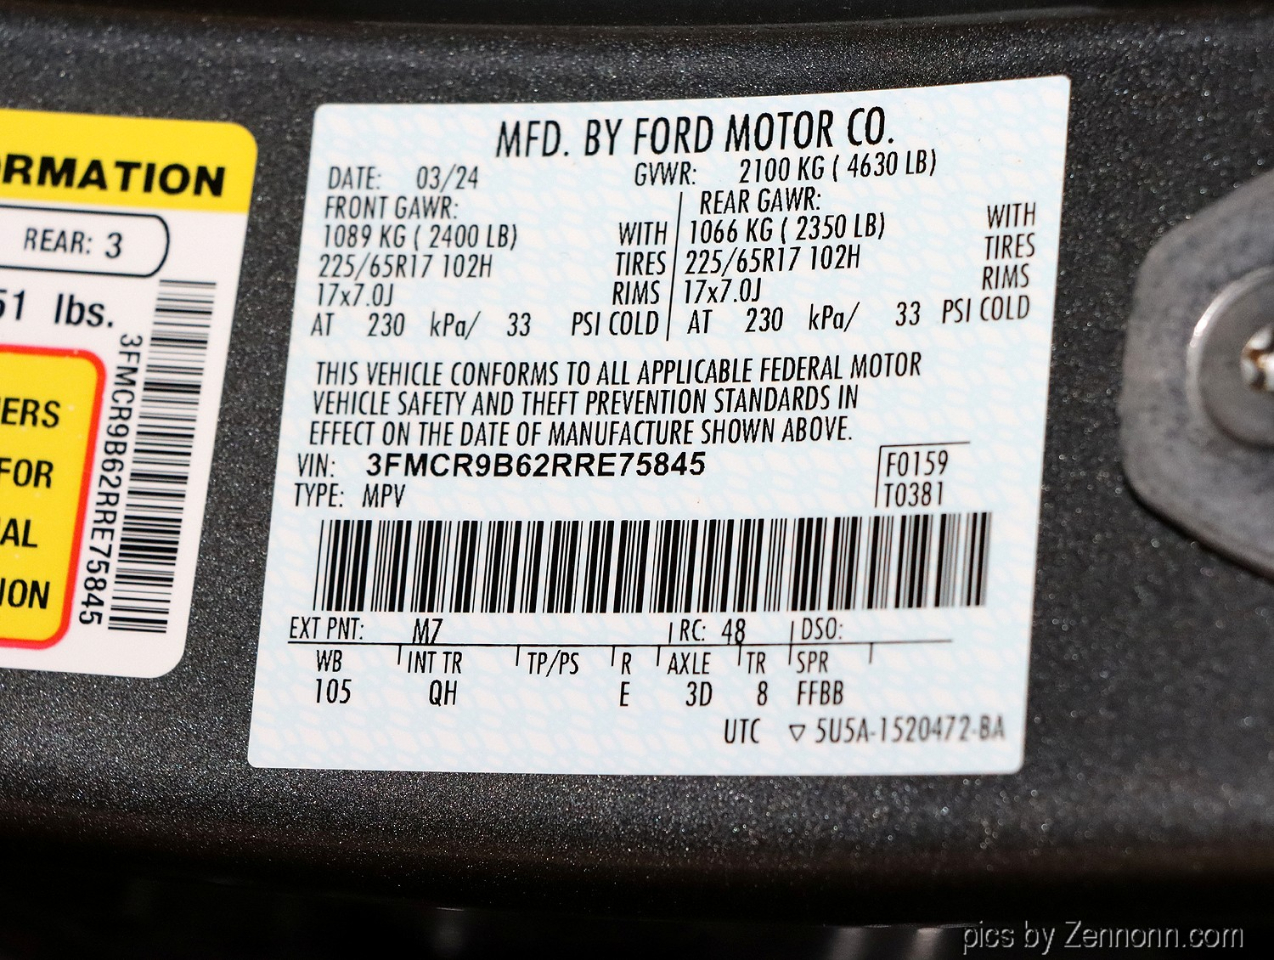 RMATION
REAR: 3
51 lbs.
ERS
FOR
AL
ION
3FMCR9B62RRE75845
MFD. BY FORD MOTOR CO.
DATE: 03/24 GVWR: 2100 KG ( 4630 LB)
FRONT GAWR: REAR GAWR:
1089 KG ( 2400 LB) WITH 1066 KG ( 2350 LB) WITH
225/65R17 102H TIRES 225/65R17 102H TIRES
17x7.0J RIMS 17x7.0J RIMS
AT 230 kPa/ 33 PSI COLD AT 230 kPa/ 33 PSI COLD
THIS VEHICLE CONFORMS TO ALL APPLICABLE FEDERAL MOTOR
VEHICLE SAFETY AND THEFT PREVENTION STANDARDS IN
EFFECT ON THE DATE OF MANUFACTURE SHOWN ABOVE.
VIN: 3FMCR9B62RRE75845 F0159
TYPE: MPV T0381
EXT PNT: M7 RC: 48 DSO:
WB INT TR TP/PS R AXLE TR SPR
105 QH E 3D 8 FFBB
UTC ▽ 5U5A-1520472-BA
pics by Zennonn.com